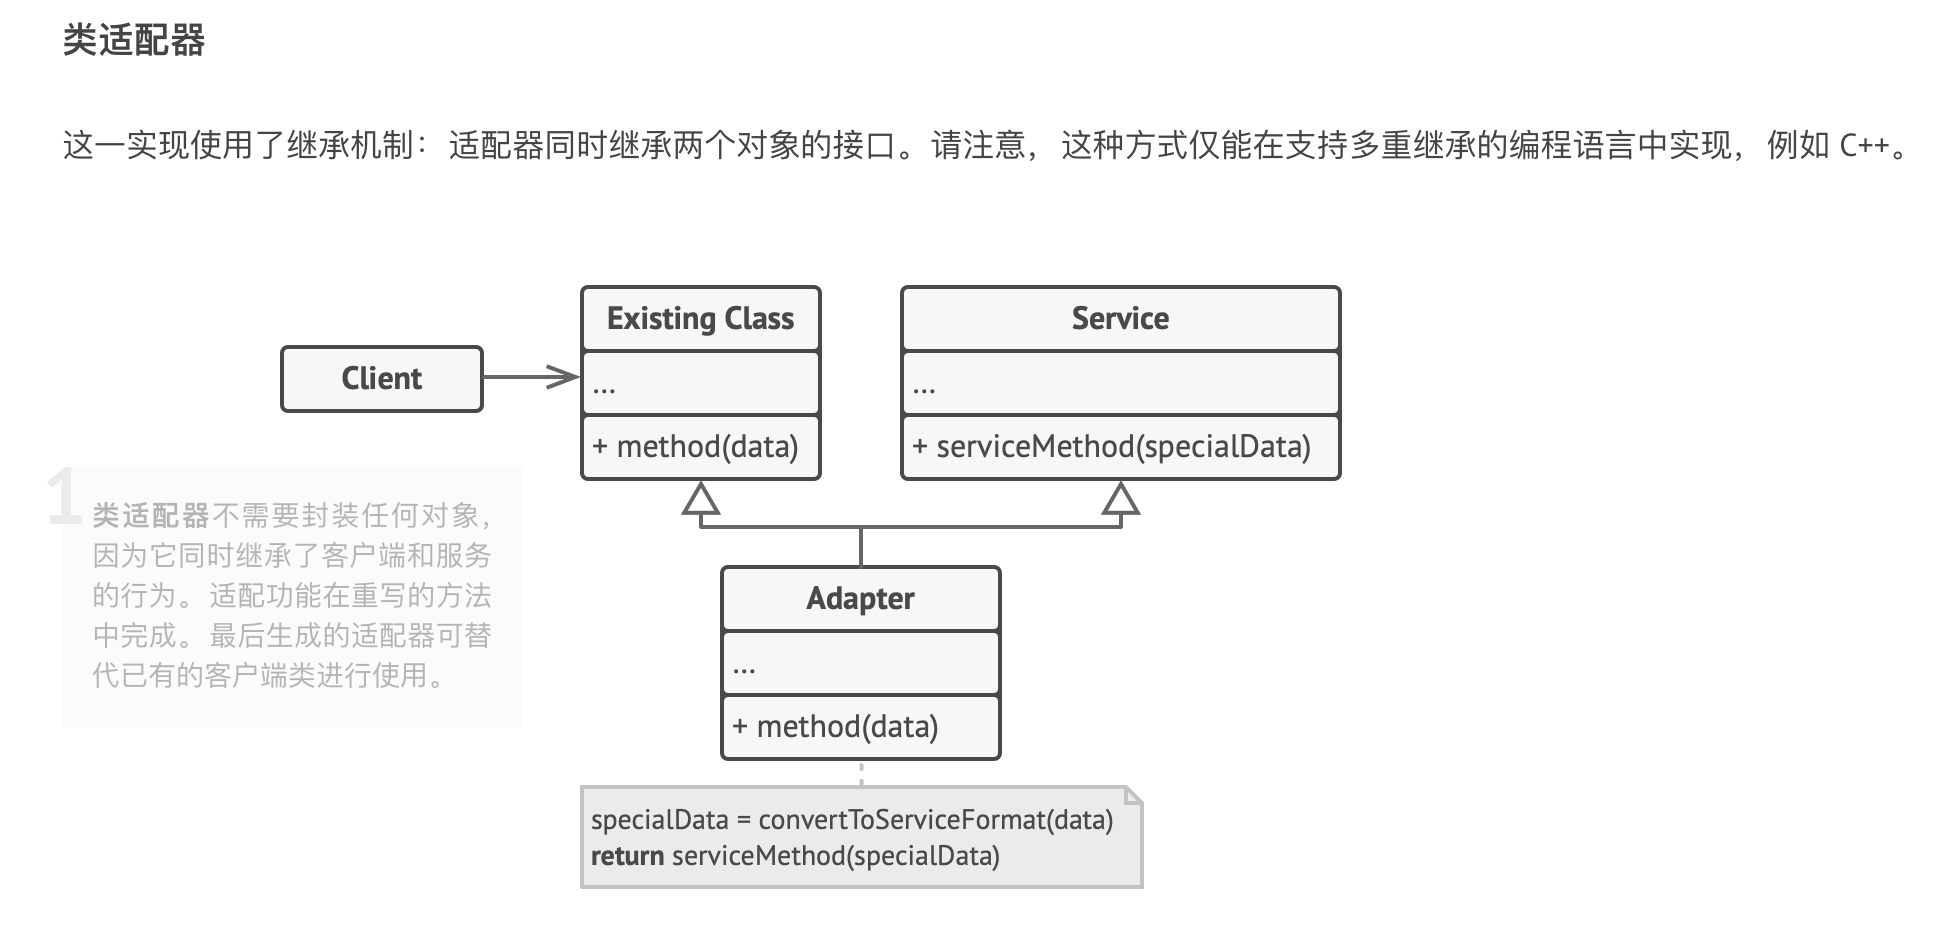 类适配器
这一实现使用了继承机制： 适配器同时继承两个对象的接口。请注意， 这种方式仅能在支持多重继承的编程语言中实现， 例如 C++。
Existing Class
Service
Client
...
...
+ method(data)
+ serviceMethod(specialData)
1
类适配器不需要封装任何对象，
因为它同时继承了客户端和服务
的行为。适配功能在重写的方法
中完成。最后生成的适配器可替
代已有的客户端类进行使用。
Adapter
...
+ method(data)
specialData = convertToServiceFormat(data)
return serviceMethod(specialData)